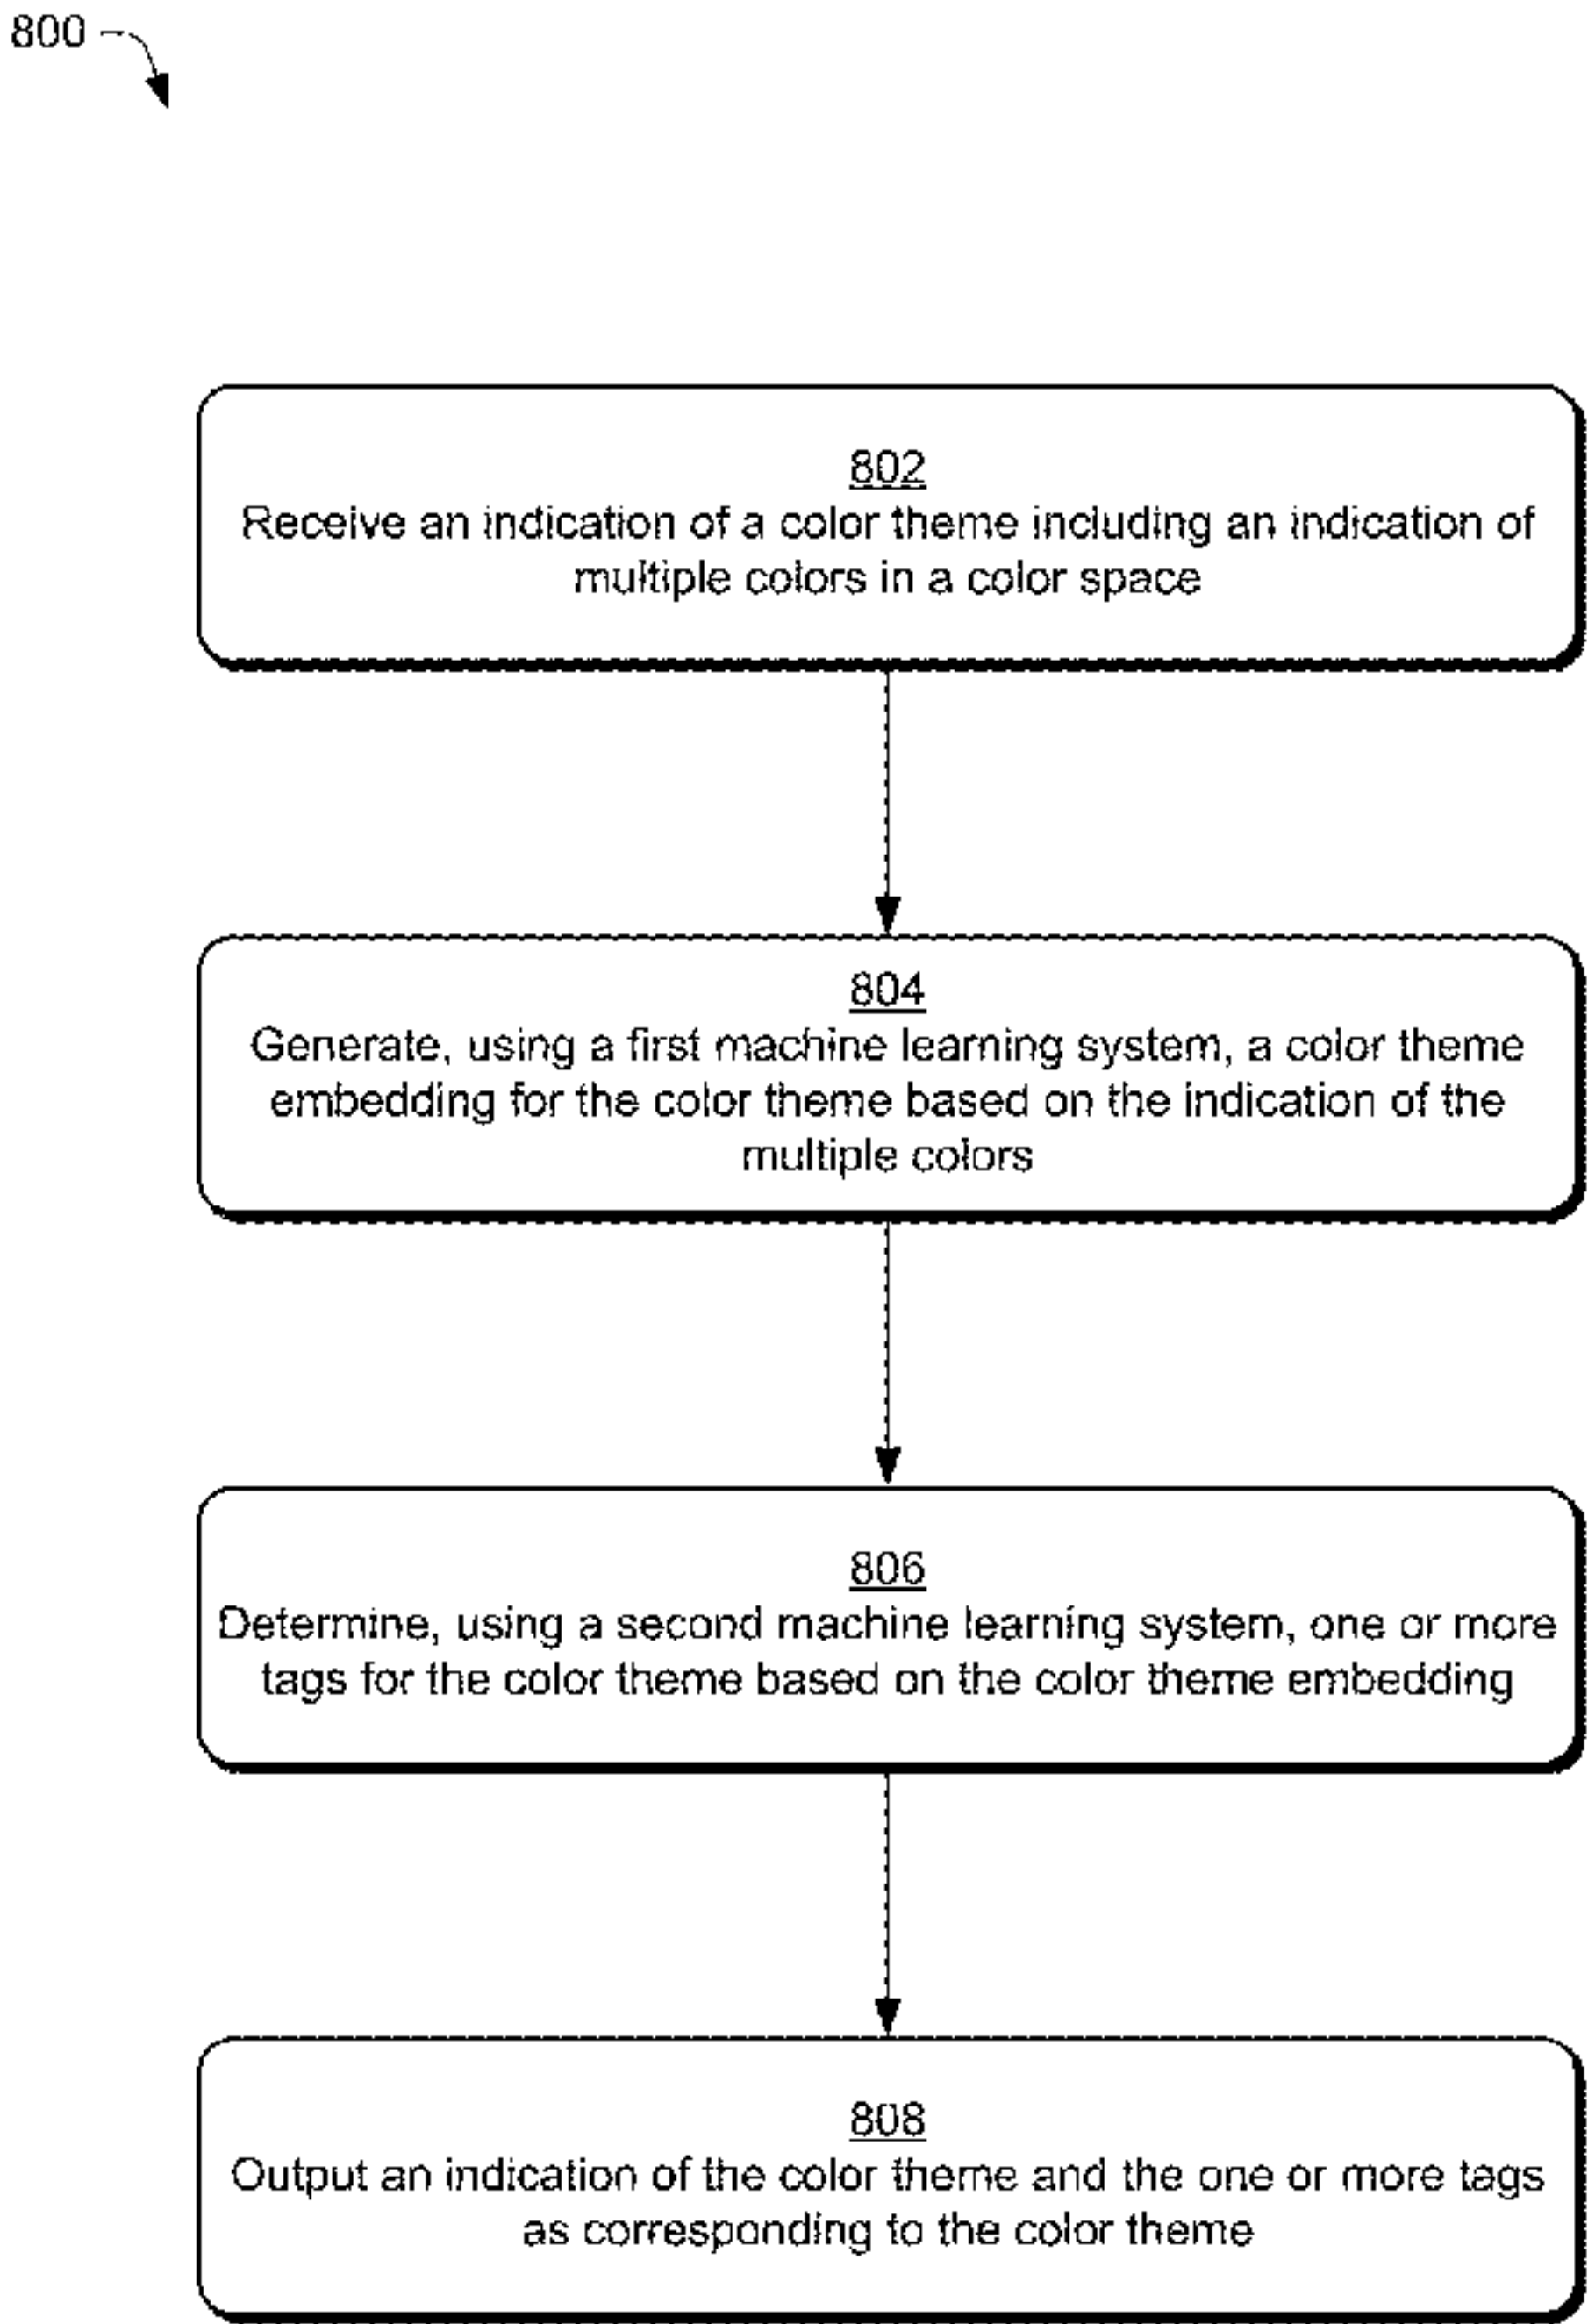 800
802
Receive an indication of a color theme including an indication of
multiple colors in a color space
804
Generate, using a first machine learning system, a color theme
embedding for the color theme based on the indication of the
multiple colors
806
Determine, using a second machine learning system, one or more
tags for the color theme based on the color theme embedding
808
Output an indication of the color theme and the one or more tags
as corresponding to the color theme